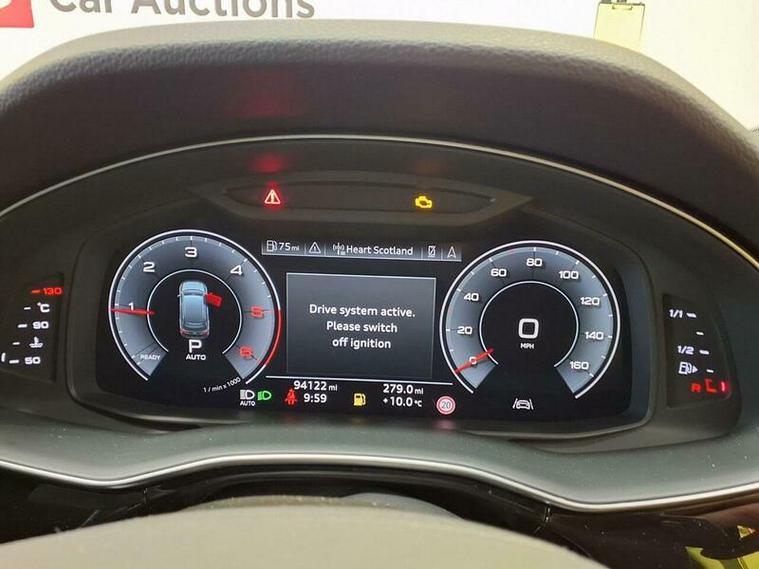 Car Auctions
75 mi
Heart Scotland
1
2
3
4
5
6
READY
P
AUTO
1 / min x 1000
Drive system active.
Please switch
off ignition
0
20
40
60
80
100
120
140
160
0
MPH
130
°C
90
50
1/1
1/2
R
AUTO
94122 mi
9:59
279.0 mi
+10.0 °C
20